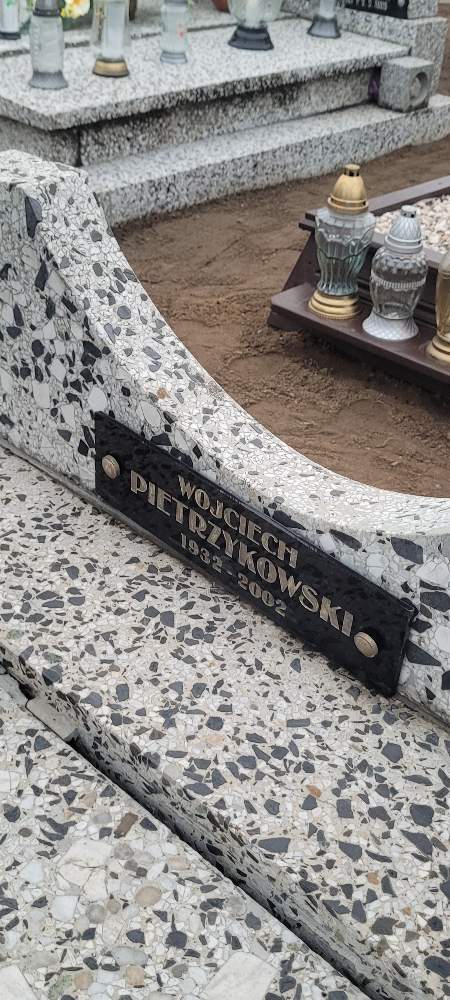 WOJCIECH
PIETRZYKOWSKI
1932 - 2002